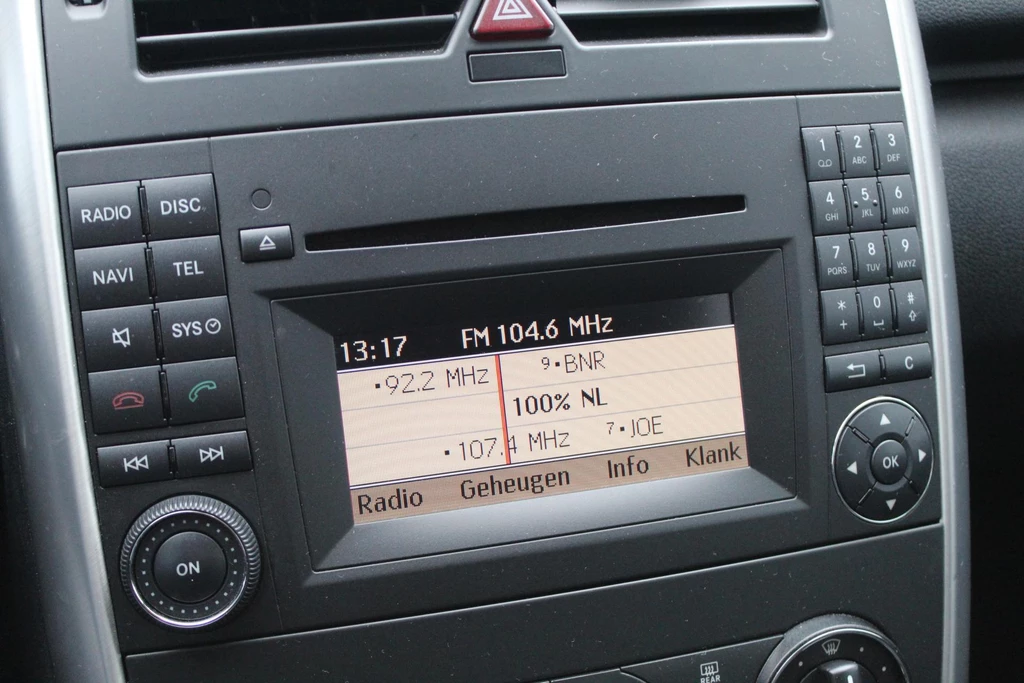 RADIO DISC
NAVI TEL
SYS
ON
13:17 FM 104.6 MHz
92.2 MHz 9 BNR
100% NL
107.4 MHz 7 JOE
Radio Geheugen Info Klank
1 2 ABC 3 DEF
4 GHI 5 JKL 6 MNO
7 PQRS 8 TUV 9 WXYZ
* + 0 #
C
OK
REAR